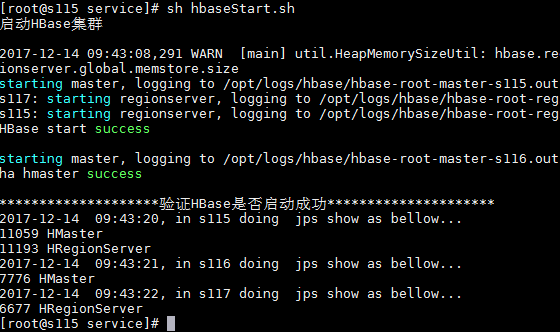 [root@s115 service]# sh hbaseStart.sh
启动HBase集群
2017-12-14 09:43:08,291 WARN  [main] util.HeapMemorySizeUtil: hbase.re
ionserver.global.memstore.size
starting master, logging to /opt/logs/hbase/hbase-root-master-s115.out
s117: starting regionserver, logging to /opt/logs/hbase/hbase-root-reg
s115: starting regionserver, logging to /opt/logs/hbase/hbase-root-reg
HBase start success
starting master, logging to /opt/logs/hbase/hbase-root-master-s116.out
ha hmaster success
********************验证HBase是否启动成功*********************
2017-12-14  09:43:20, in s115 doing  jps show as bellow...
11059 HMaster
11193 HRegionServer
2017-12-14  09:43:21, in s116 doing  jps show as bellow...
7776 HMaster
2017-12-14  09:43:22, in s117 doing  jps show as bellow...
6677 HRegionServer
[root@s115 service]#